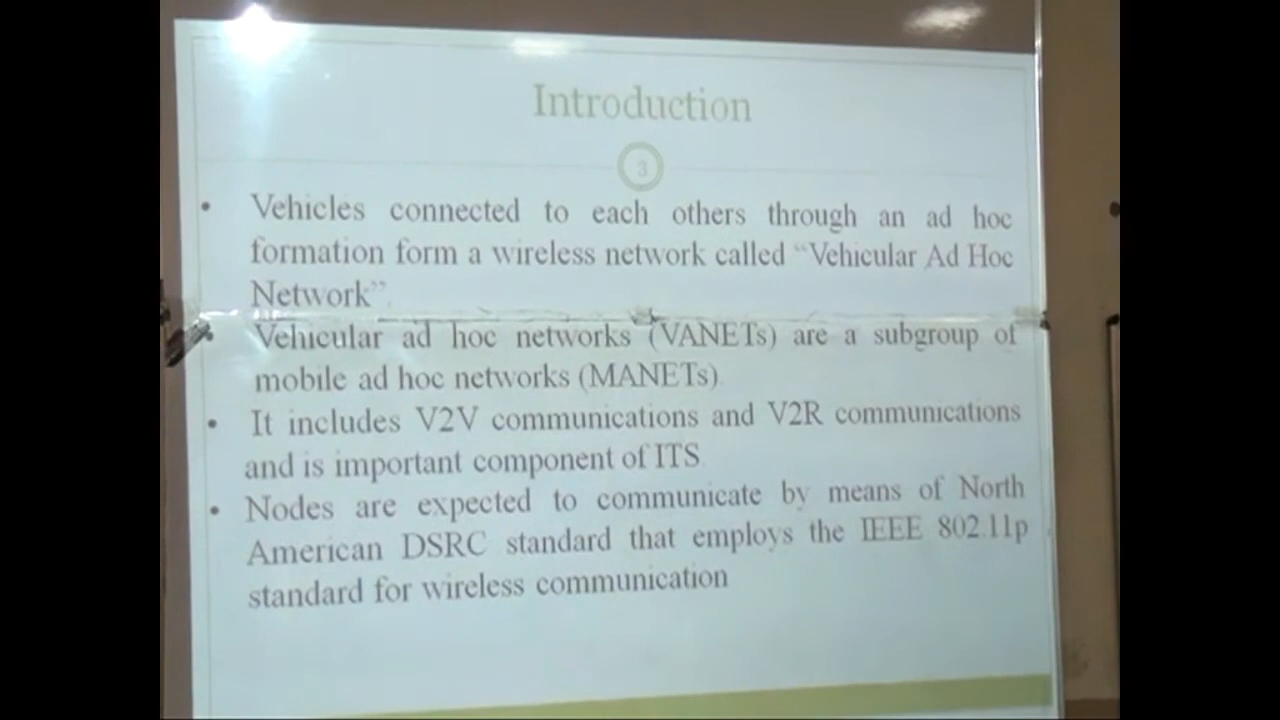 Introduction
3
• Vehicles connected to each others through an ad hoc
formation form a wireless network called “Vehicular Ad Hoc
Network”.
• Vehicular ad hoc networks (VANETs) are a subgroup of
mobile ad hoc networks (MANETs).
• It includes V2V communications and V2R communications
and is important component of ITS.
• Nodes are expected to communicate by means of North
American DSRC standard that employs the IEEE 802.11p
standard for wireless communication